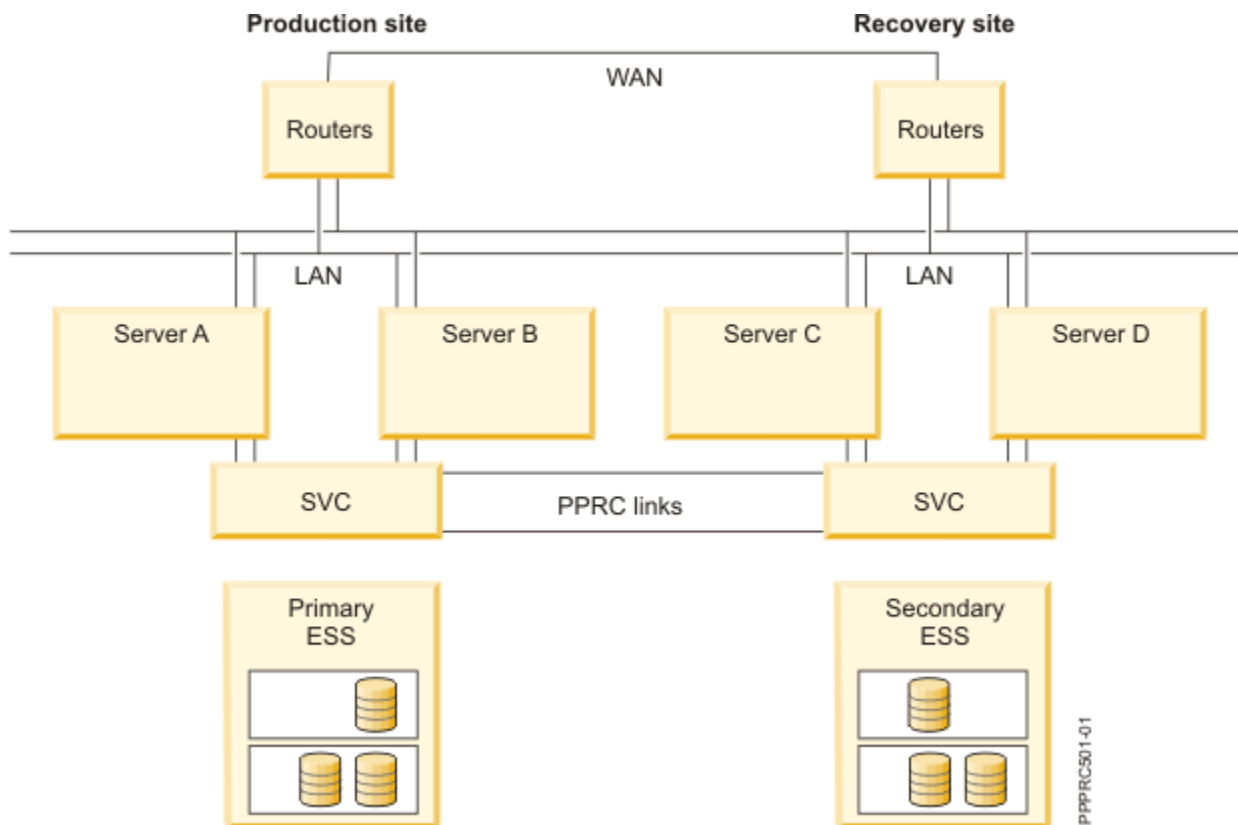 Production site
Recovery site
WAN
Routers
Routers
LAN
LAN
Server A
Server B
Server C
Server D
SVC
PPRC links
SVC
Primary
ESS
Secondary
ESS
PPPRC501-01